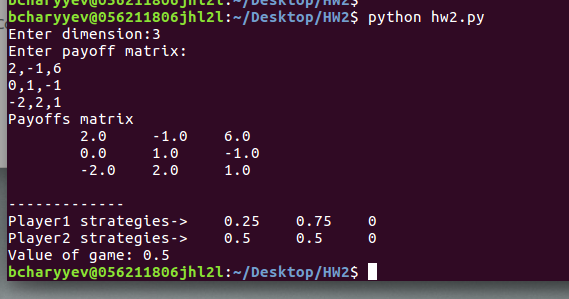 bcharyyev@056211806jhl2l:~/Desktop/HW2$
bcharyyev@056211806jhl2l:~/Desktop/HW2$ python hw2.py
Enter dimension:3
Enter payoff matrix:
2,-1,6
0,1,-1
-2,2,1
Payoffs matrix
2.0 -1.0 6.0
0.0 1.0 -1.0
-2.0 2.0 1.0
-------------
Player1 strategies-> 0.25 0.75 0
Player2 strategies-> 0.5 0.5 0
Value of game: 0.5
bcharyyev@056211806jhl2l:~/Desktop/HW2$